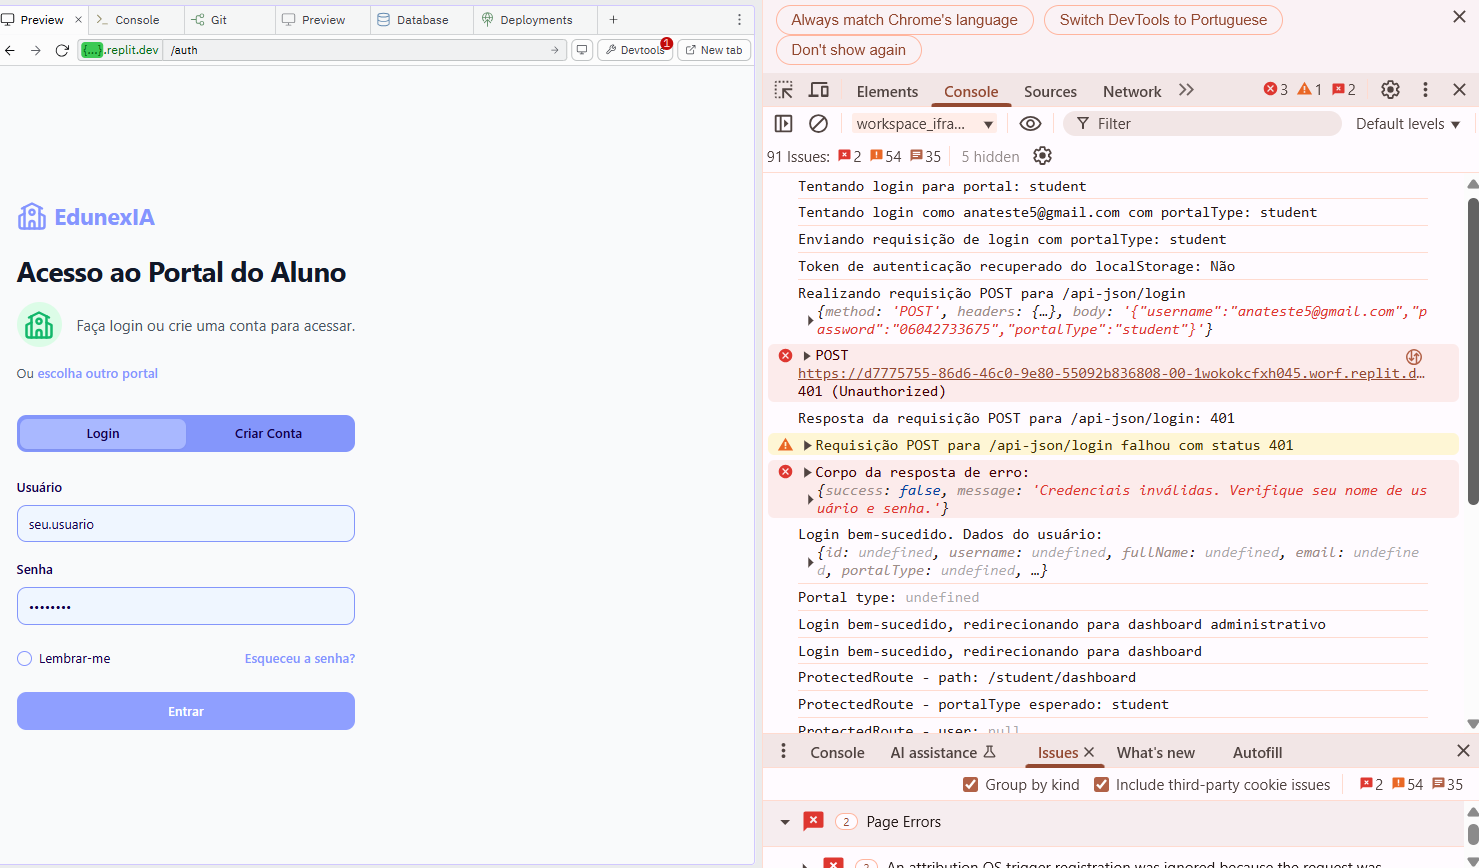 Preview
Console
Git
Preview
Database
Deployments
{...}.replit.dev
/auth
Devtools
1
New tab
EdunexIA
Acesso ao Portal do Aluno
Faça login ou crie uma conta para acessar.
Ou escolha outro portal
Login
Criar Conta
Usuário
seu.usuario
Senha
••••••••
Lembrar-me
Esqueceu a senha?
Entrar
Always match Chrome's language
Switch DevTools to Portuguese
Don't show again
Elements
Console
Sources
Network
3
1
2
workspace_ifra...
Filter
Default levels
91 Issues: 2 54 35
5 hidden
Tentando login para portal: student
Tentando login como anateste5@gmail.com com portalType: student
Enviando requisição de login com portalType: student
Token de autenticação recuperado do localStorage: Não
Realizando requisição POST para /api-json/login
{method: 'POST', headers: {…}, body: '{"username":"anateste5@gmail.com","p
assword":"06042733675","portalType":"student"}'}
POST
https://d7775755-86d6-46c0-9e80-55092b836808-00-1wokokcfxh045.worf.replit.d…
401 (Unauthorized)
Resposta da requisição POST para /api-json/login: 401
Requisição POST para /api-json/login falhou com status 401
Corpo da resposta de erro:
{success: false, message: 'Credenciais inválidas. Verifique seu nome de us
uário e senha.'}
Login bem-sucedido. Dados do usuário:
{id: undefined, username: undefined, fullName: undefined, email: undefine
d, portalType: undefined, …}
Portal type: undefined
Login bem-sucedido, redirecionando para dashboard administrativo
Login bem-sucedido, redirecionando para dashboard
ProtectedRoute - path: /student/dashboard
ProtectedRoute - portalType esperado: student
ProtectedRoute - user: null
Console
AI assistance
Issues
What's new
Autofill
Group by kind
Include third-party cookie issues
2 54 35
2 Page Errors
2 An attribution OS trigger registration was ignored because the request was